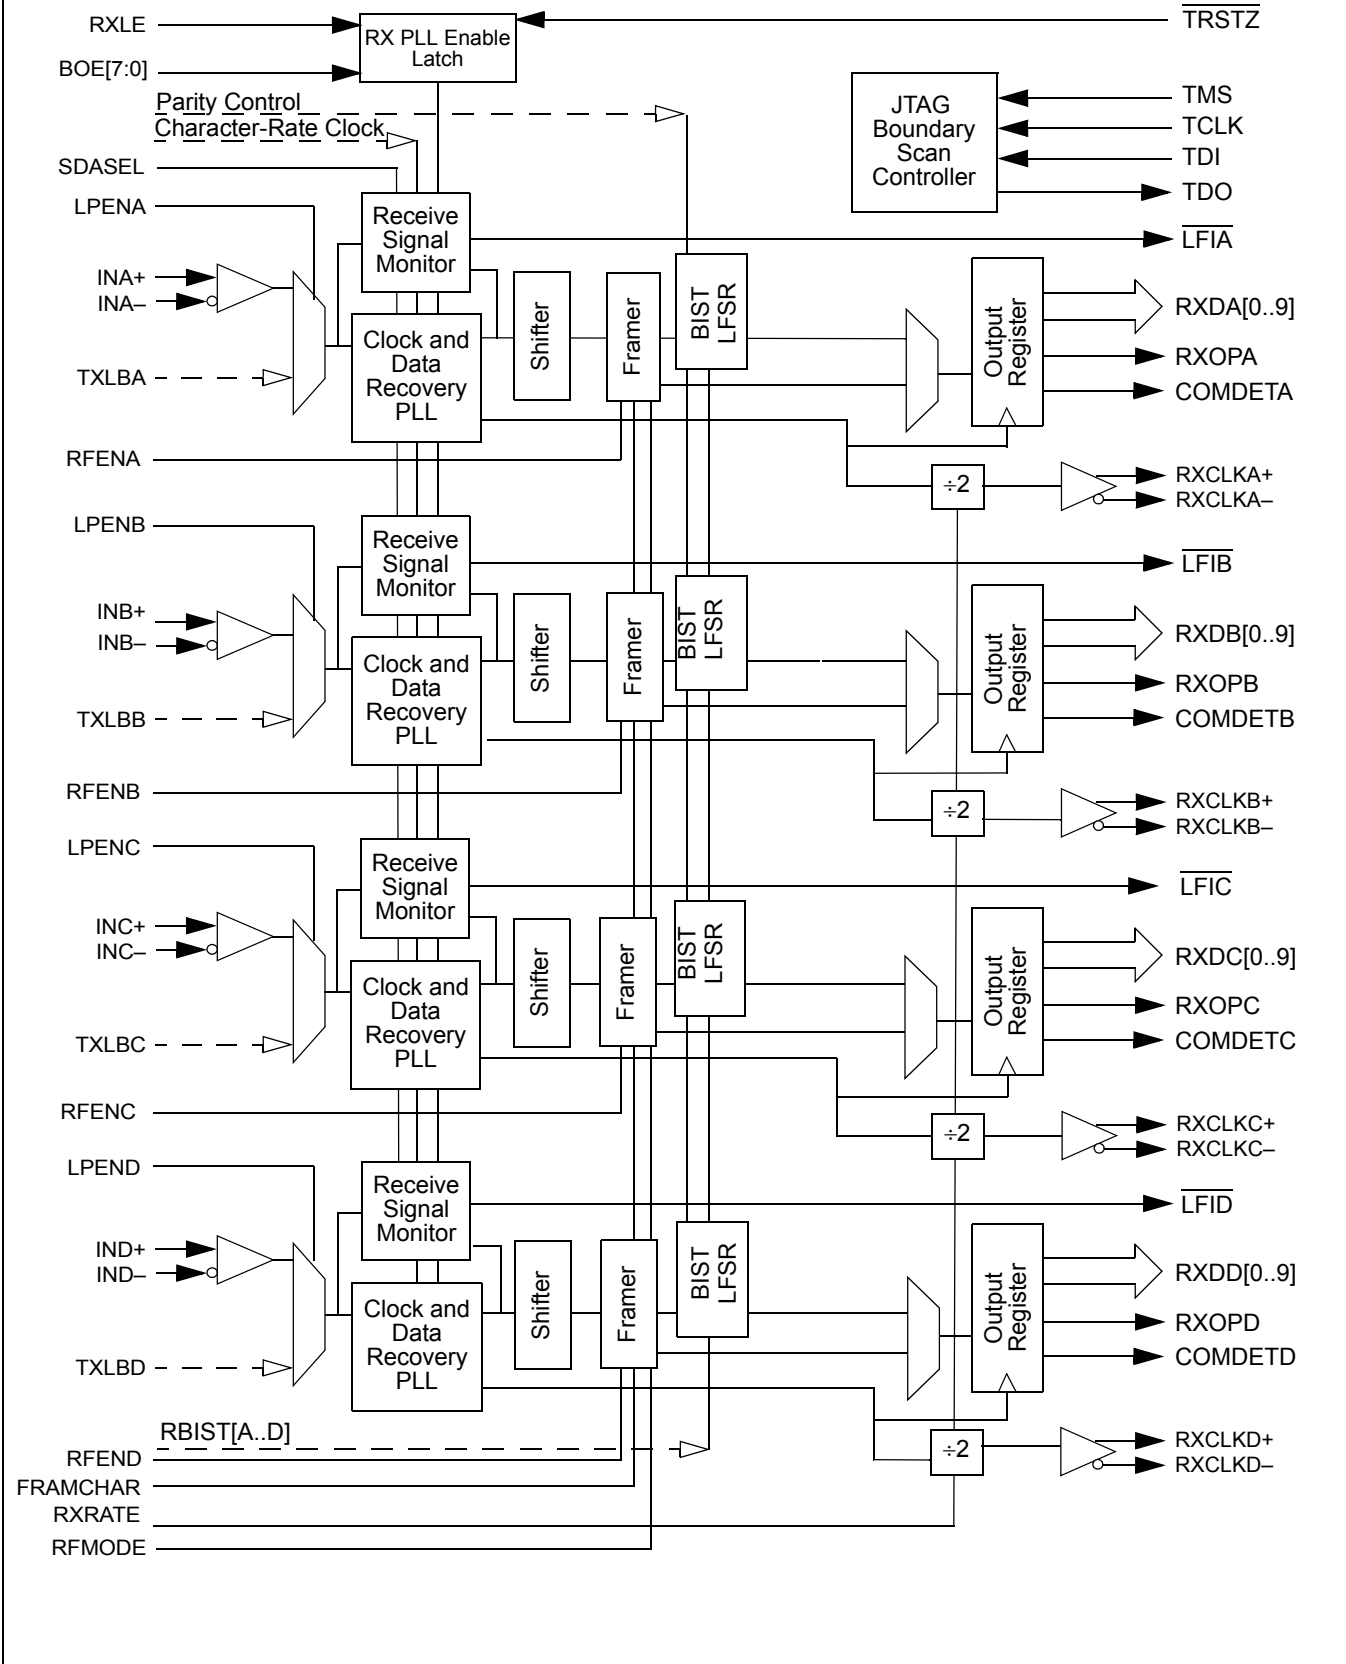 RXLE
RX PLL Enable
Latch
TRSTZ
BOE[7:0]
Parity Control
Character-Rate Clock
JTAG
Boundary
Scan
Controller
TMS
TCLK
TDI
TDO
SDASEL
LPENA
Receive
Signal
Monitor
LFIA
INA+
INA–
TXLBA
Clock and
Data
Recovery
PLL
Shifter
Framer
BIST
LFSR
Output
Register
RXDA[0..9]
RXOPA
COMDETA
RFENA
÷2
RXCLKA+
RXCLKA–
LPENB
Receive
Signal
Monitor
LFIB
INB+
INB–
TXLBB
Clock and
Data
Recovery
PLL
Shifter
Framer
BIST
LFSR
Output
Register
RXDB[0..9]
RXOPB
COMDETB
RFENB
÷2
RXCLKB+
RXCLKB–
LPENC
Receive
Signal
Monitor
LFIC
INC+
INC–
TXLBC
Clock and
Data
Recovery
PLL
Shifter
Framer
BIST
LFSR
Output
Register
RXDC[0..9]
RXOPC
COMDETC
RFENC
÷2
RXCLKC+
RXCLKC–
LPEND
Receive
Signal
Monitor
LFID
IND+
IND–
TXLBD
Clock and
Data
Recovery
PLL
Shifter
Framer
BIST
LFSR
Output
Register
RXDD[0..9]
RXOPD
COMDETD
RBIST[A..D]
÷2
RXCLKD+
RXCLKD–
RFEND
FRAMCHAR
RXRATE
RFMODE